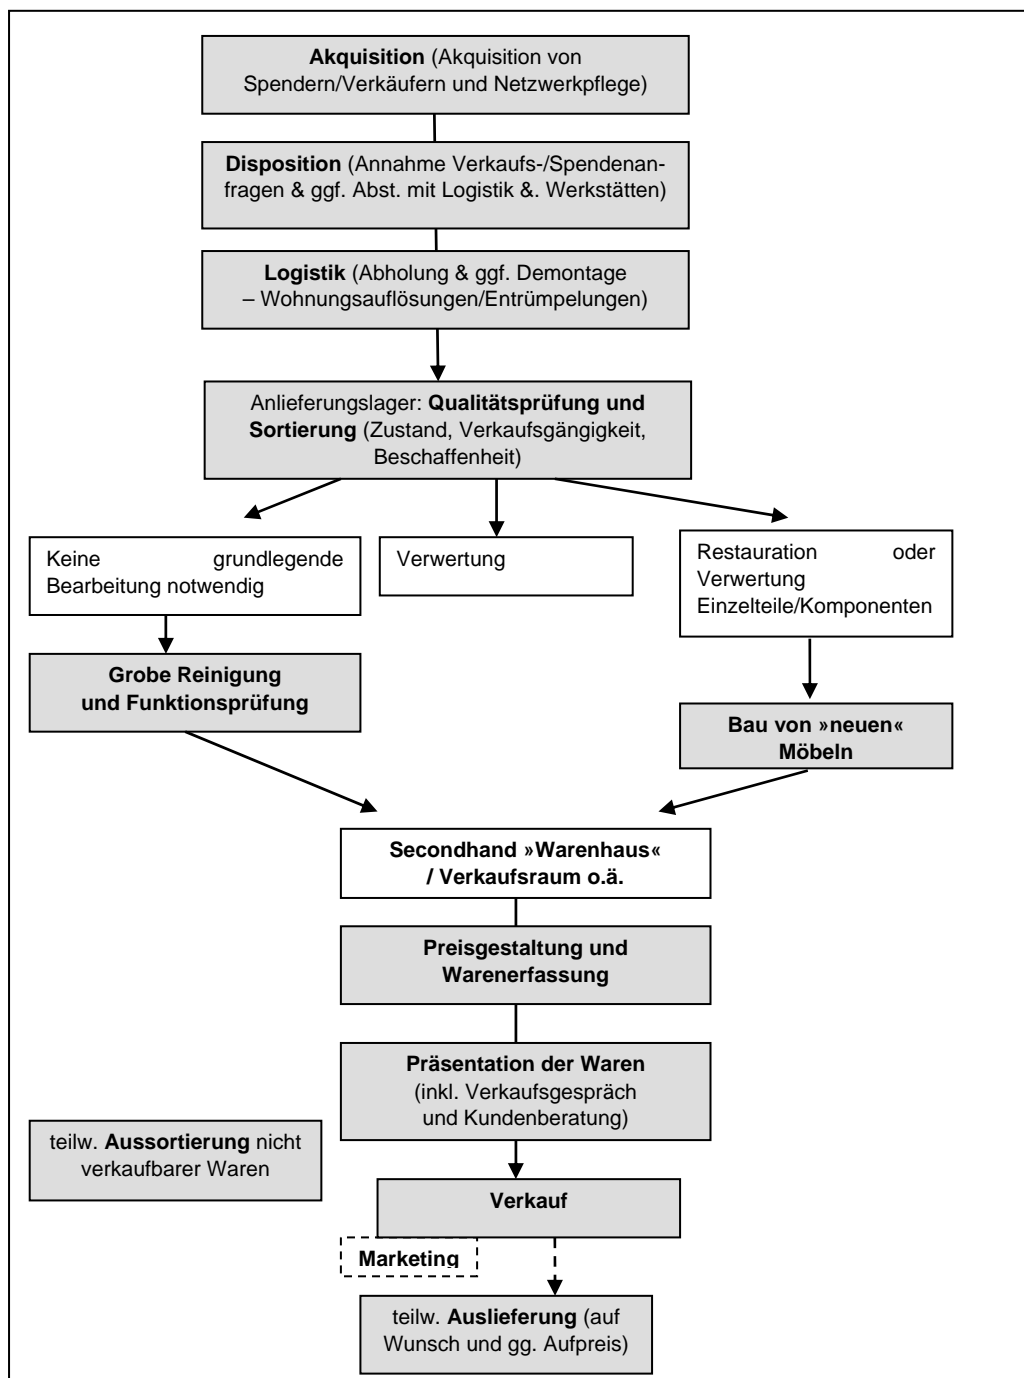 Akquisition (Akquisition von
Spendern/Verkäufern und Netzwerkpflege)
Disposition (Annahme Verkaufs-/Spendenan-
fragen & ggf. Abst. mit Logistik &. Werkstätten)
Logistik (Abholung & ggf. Demontage
– Wohnungsauflösungen/Entrümpelungen)
Anlieferungslager: Qualitätsprüfung und
Sortierung (Zustand, Verkaufsgängigkeit,
Beschaffenheit)
Keine grundlegende
Bearbeitung notwendig
Verwertung
Restauration oder
Verwertung
Einzelteile/Komponenten
Grobe Reinigung
und Funktionsprüfung
Bau von »neuen«
Möbeln
Secondhand »Warenhaus«
/ Verkaufsraum o.ä.
Preisgestaltung und
Warenerfassung
Präsentation der Waren
(inkl. Verkaufsgespräch
und Kundenberatung)
teilw. Aussortierung nicht
verkaufbarer Waren
Verkauf
Marketing
teilw. Auslieferung (auf
Wunsch und gg. Aufpreis)